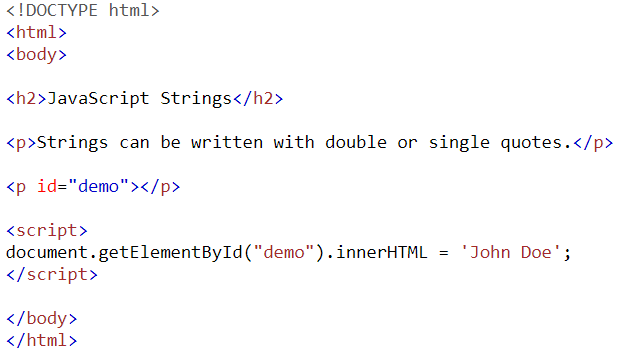 <!DOCTYPE html>
<html>
<body>
<h2>JavaScript Strings</h2>
<p>Strings can be written with double or single quotes.</p>
<p id="demo"></p>
<script>
document.getElementById("demo").innerHTML = 'John Doe';
</script>
</body>
</html>